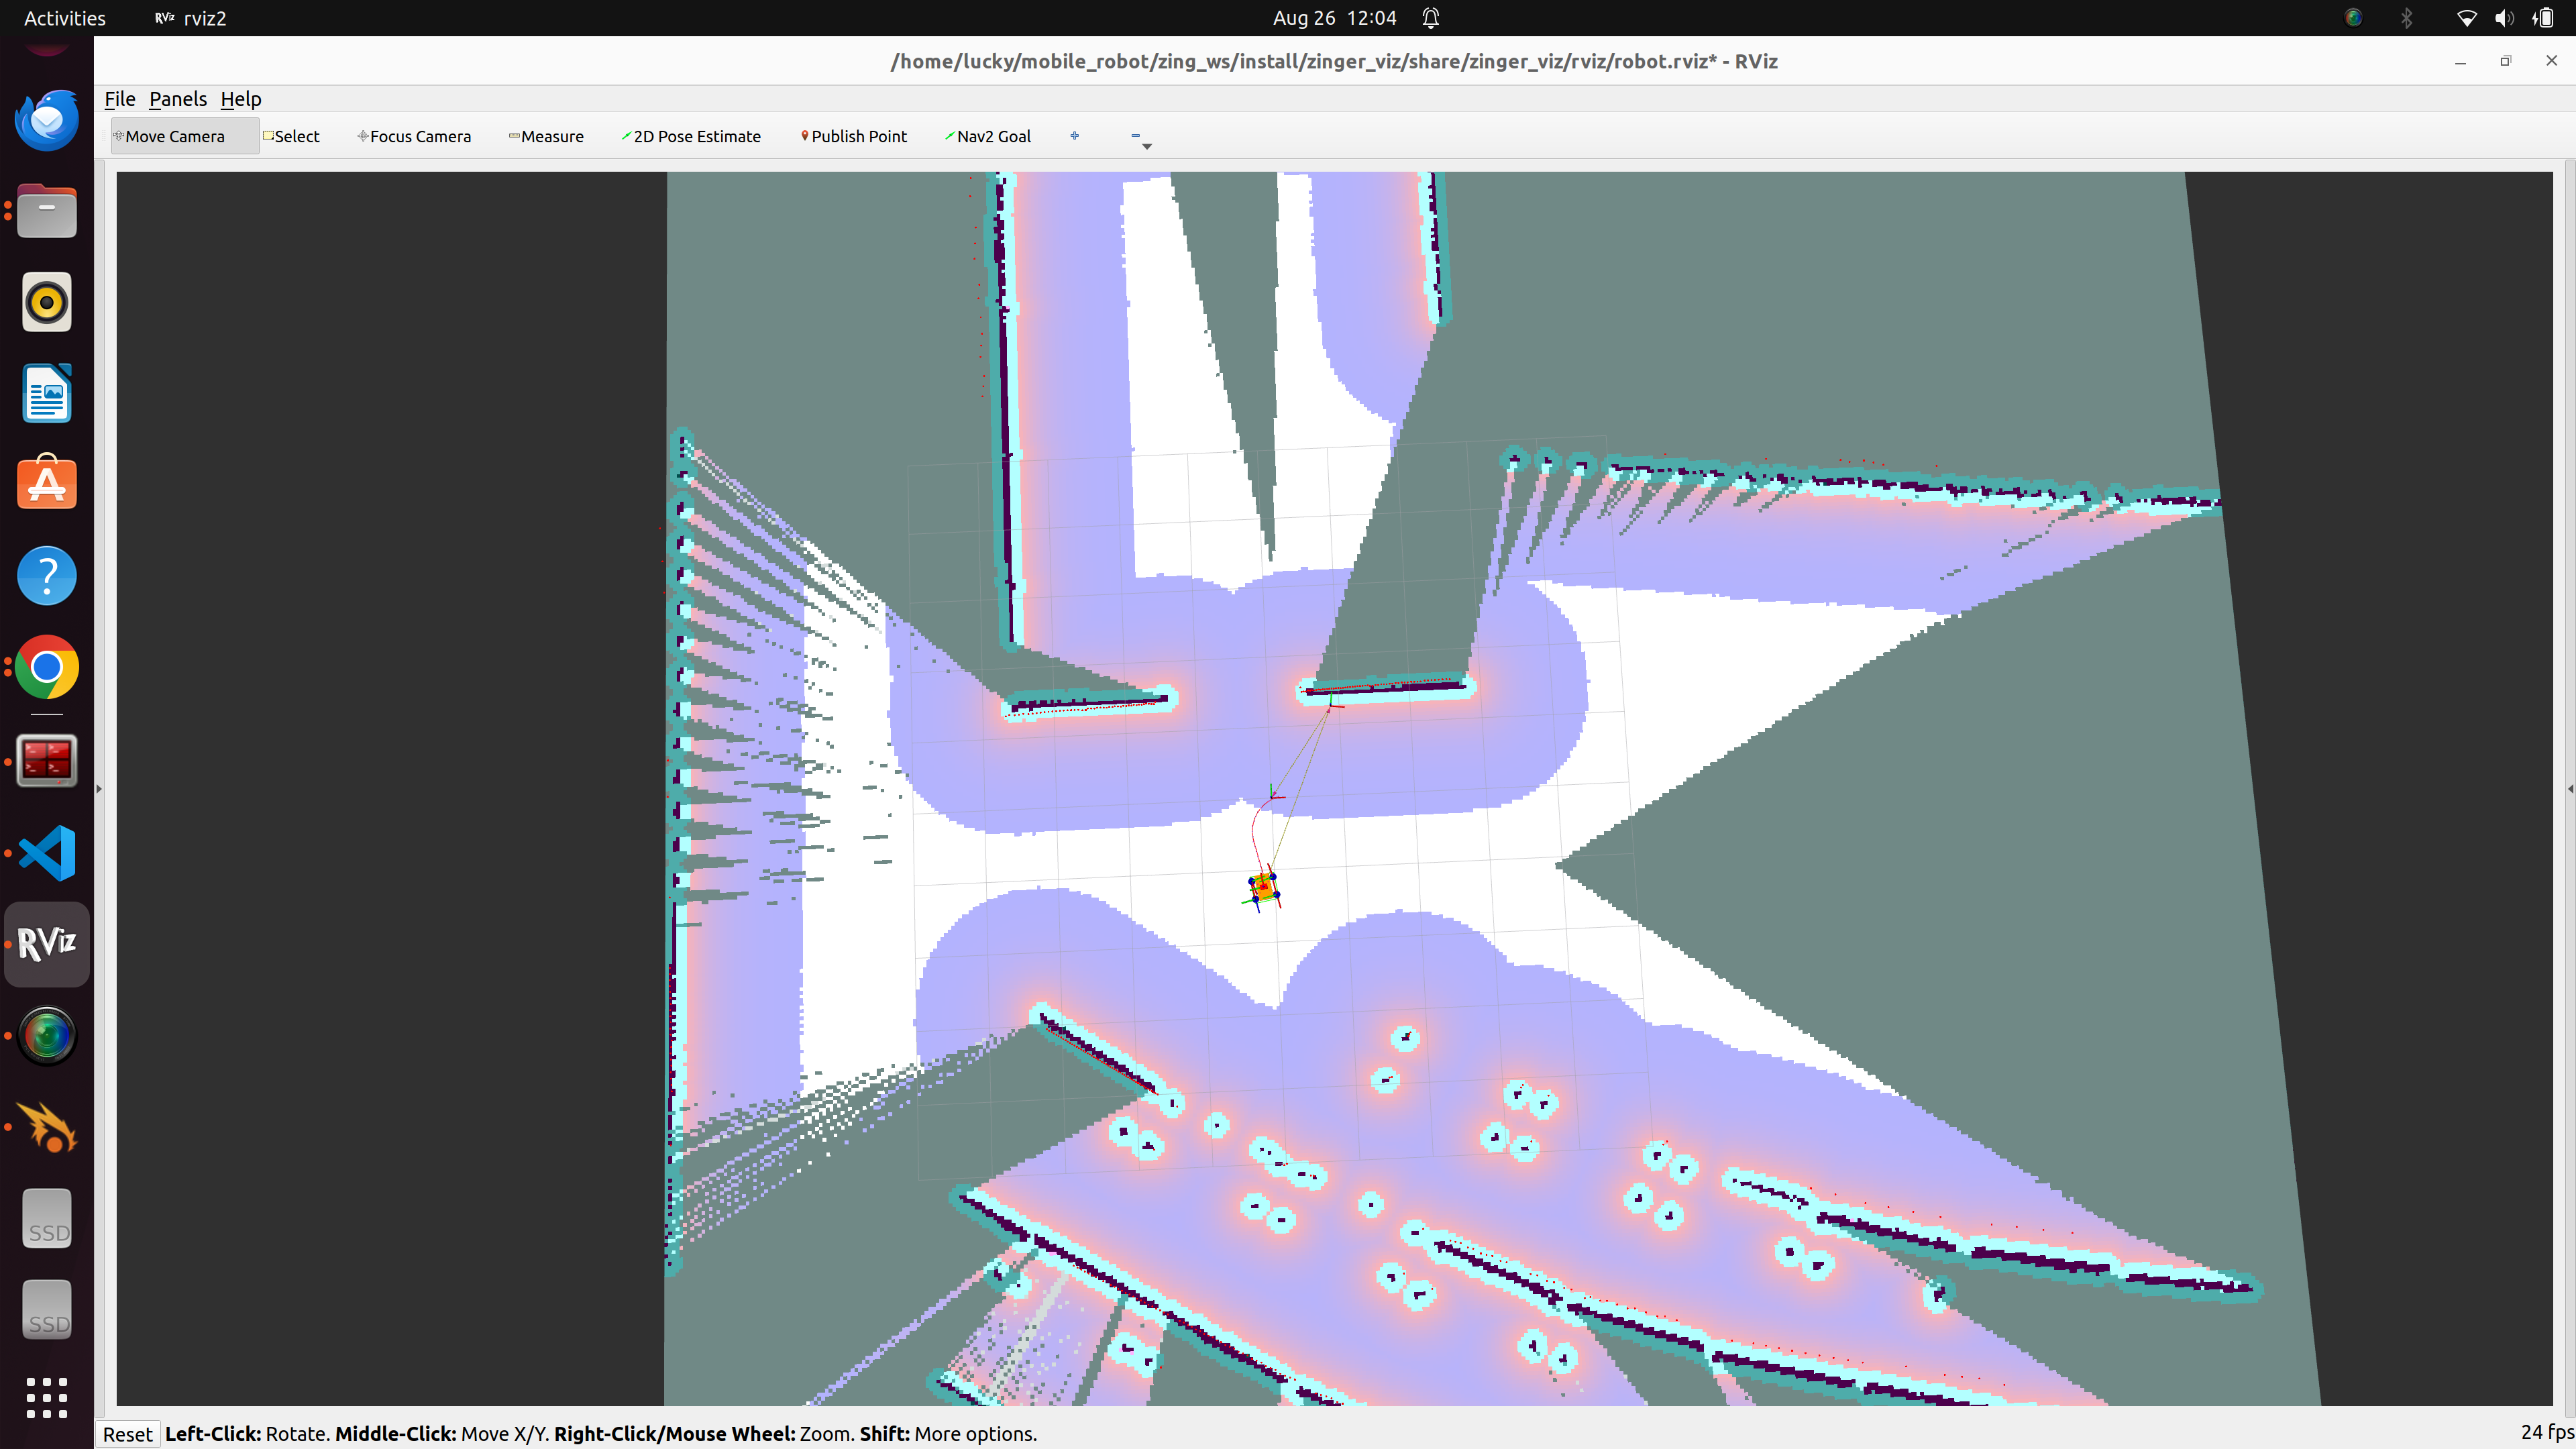 Activities
RViz rviz2
Aug 26 12:04
/home/lucky/mobile_robot/zing_ws/install/zinger_viz/share/zinger_viz/rviz/robot.rviz* - RViz
File Panels Help
Move Camera Select Focus Camera Measure 2D Pose Estimate Publish Point Nav2 Goal
A
?
RViz
SSD
SSD
Reset Left-Click: Rotate. Middle-Click: Move X/Y. Right-Click/Mouse Wheel: Zoom. Shift: More options.
24 fps